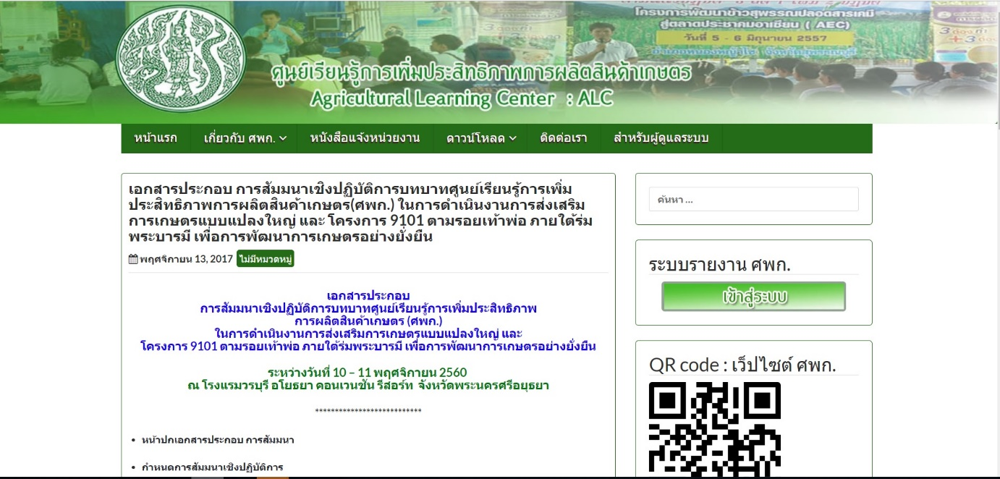 โครงการพัฒนาข้าวสุพรรณปลอดสารเคมี
สู่ตลาดประชาคมอาเซียน ( AEC)
วันที่ 5 - 6 มิถุนายน 2557
ศูนย์เรียนรู้การเพิ่มประสิทธิภาพการผลิตสินค้าเกษตร
Agricultural Learning Center : ALC
หน้าแรก เกี่ยวกับ ศพก. หนังสือแจ้งหน่วยงาน ดาวน์โหลด ติดต่อเรา สำหรับผู้ดูแลระบบ
เอกสารประกอบ การสัมมนาเชิงปฏิบัติการบทบาทศูนย์เรียนรู้การเพิ่ม
ประสิทธิภาพการผลิตสินค้าเกษตร(ศพก.) ในการดำเนินงานการส่งเสริม
การเกษตรแบบแปลงใหญ่ และ โครงการ 9101 ตามรอยเท้าพ่อ ภายใต้ร่ม
พระบารมี เพื่อการพัฒนาการเกษตรอย่างยั่งยืน
พฤศจิกายน 13, 2017 ไม่มีหมวดหมู่
เอกสารประกอบ
การสัมมนาเชิงปฏิบัติการบทบาทศูนย์เรียนรู้การเพิ่มประสิทธิภาพ
การผลิตสินค้าเกษตร (ศพก.)
ในการดำเนินงานการส่งเสริมการเกษตรแบบแปลงใหญ่ และ
โครงการ 9101 ตามรอยเท้าพ่อ ภายใต้ร่มพระบารมี เพื่อการพัฒนาการเกษตรอย่างยั่งยืน
ระหว่างวันที่ 10 – 11 พฤศจิกายน 2560
ณ โรงแรมวรบุรี อโยธยา คอนเวนชั่น รีสอร์ท จังหวัดพระนครศรีอยุธยา
***************************
• หน้าปกเอกสารประกอบ การสัมมนา
• กำหนดการสัมมนาเชิงปฏิบัติการ
ค้นหา ...
ระบบรายงาน ศพก.
เข้าสู่ระบบ
QR code : เว็ปไซต์ ศพก.